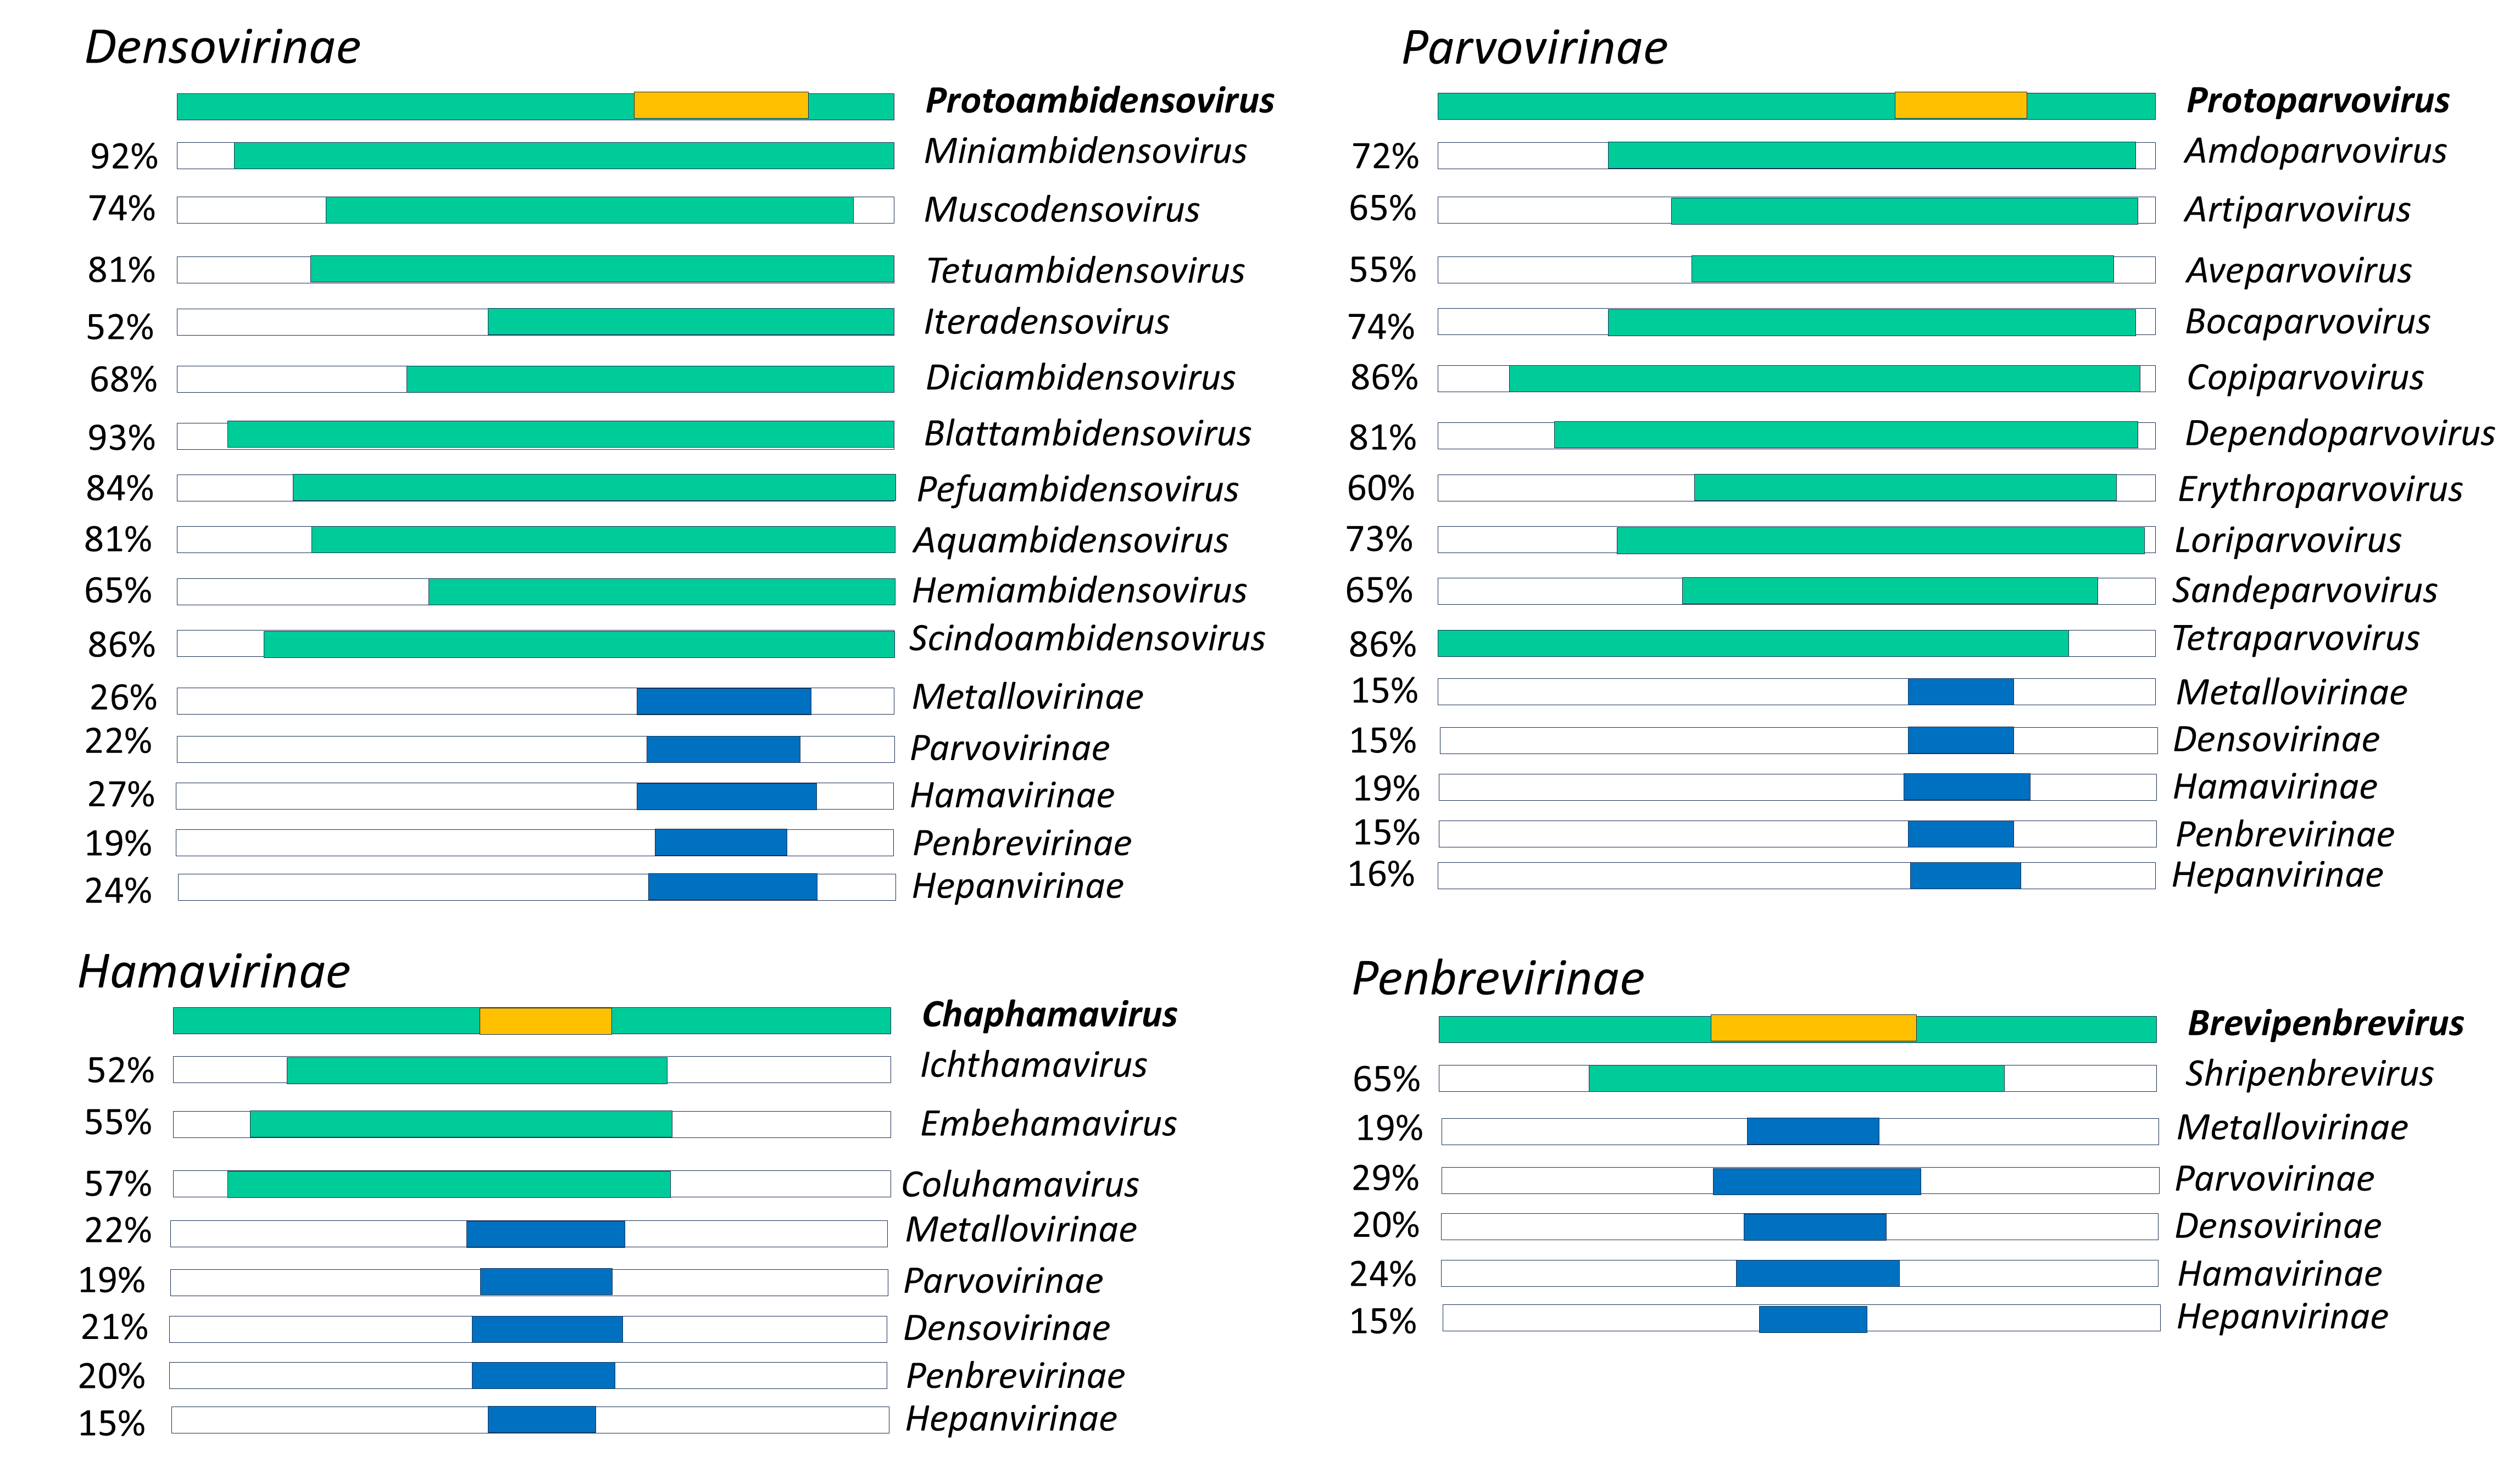 Densovirinae
Protoambidensovirus
92% Miniambidensovirus
74% Muscodensovirus
81% Tetuambidensovirus
52% Iteradensovirus
68% Diciambidensovirus
93% Blattambidensovirus
84% Pefuambidensovirus
81% Aquambidensovirus
65% Hemiambidensovirus
86% Scindoambidensovirus
26% Metallovirinae
22% Parvovirinae
27% Hamavirinae
19% Penbrevirinae
24% Hepanvirinae
Parvovirinae
Protoparvovirus
72% Amdoparvovirus
65% Artiparvovirus
55% Aveparvovirus
74% Bocaparvovirus
86% Copiparvovirus
81% Dependoparvovirus
60% Erythroparvovirus
73% Loriparvovirus
65% Sandeparvovirus
86% Tetraparvovirus
15% Metallovirinae
15% Densovirinae
19% Hamavirinae
15% Penbrevirinae
16% Hepanvirinae
Hamavirinae
Chaphamavirus
52% Ichthamavirus
55% Embehamavirus
57% Coluhamavirus
22% Metallovirinae
19% Parvovirinae
21% Densovirinae
20% Penbrevirinae
15% Hepanvirinae
Penbrevirinae
Brevipenbrevirus
65% Shripenbrevirus
19% Metallovirinae
29% Parvovirinae
20% Densovirinae
24% Hamavirinae
15% Hepanvirinae